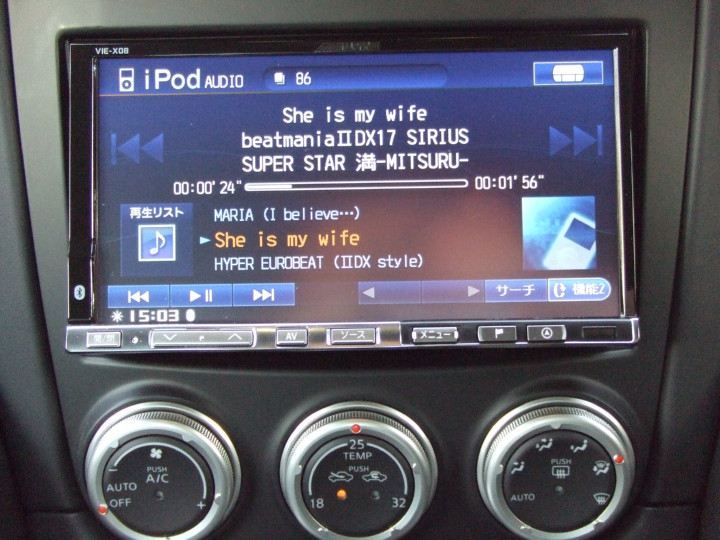 VIE-X08
ALPINE
iPod AUDIO 86
She is my wife
beatmaniaⅡDX17 SIRIUS
SUPER STAR 満-MITSURU-
00:00'24" 00:01'56"
再生リスト
MARIA (I believe…)
She is my wife
HYPER EUROBEAT (ⅡDX style)
サーチ 機能2
15:03
AV ソース メニュー
PUSH
A/C
AUTO
OFF
- +
25
TEMP
PUSH
18 32
PUSH
AUTO